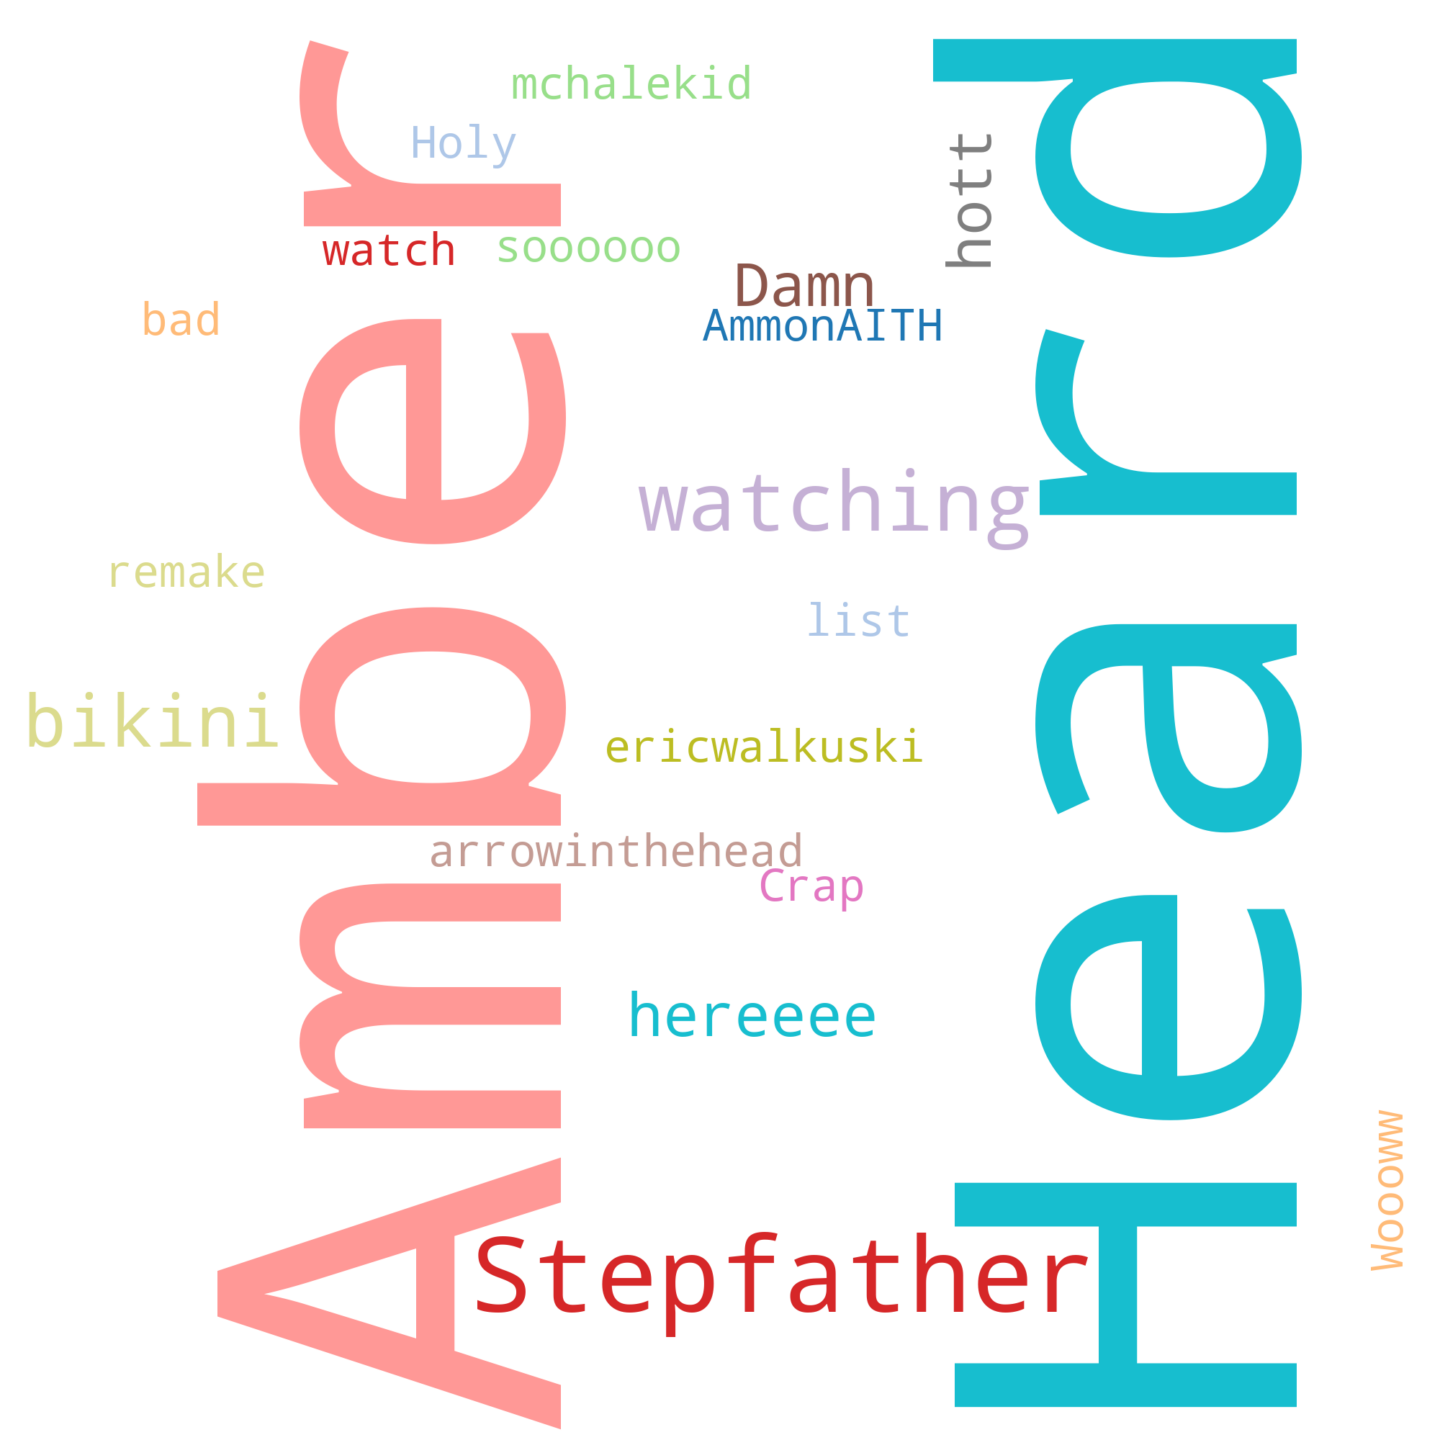 Amber
Heard
mchalekid
Holy
hott
watch
soooooo
Damn
bad
AmmonAITH
watching
remake
list
bikini
ericwalkuski
arrowinthehead
Crap
hereeee
Woooww
Stepfather